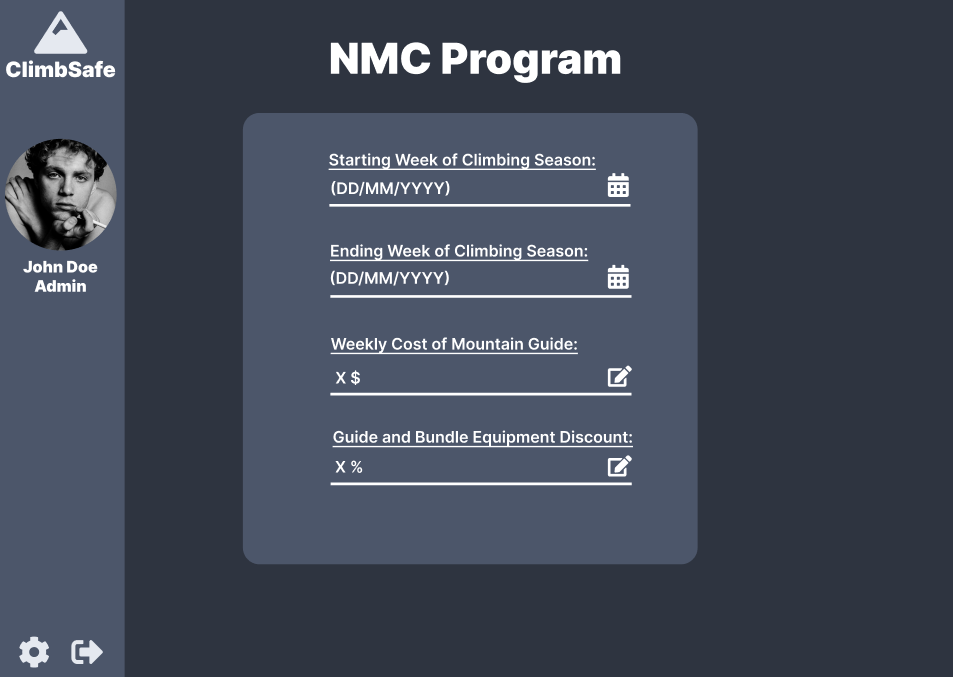 ClimbSafe
John Doe
Admin
NMC Program
Starting Week of Climbing Season:
(DD/MM/YYYY)
Ending Week of Climbing Season:
(DD/MM/YYYY)
Weekly Cost of Mountain Guide:
X $
Guide and Bundle Equipment Discount:
X %